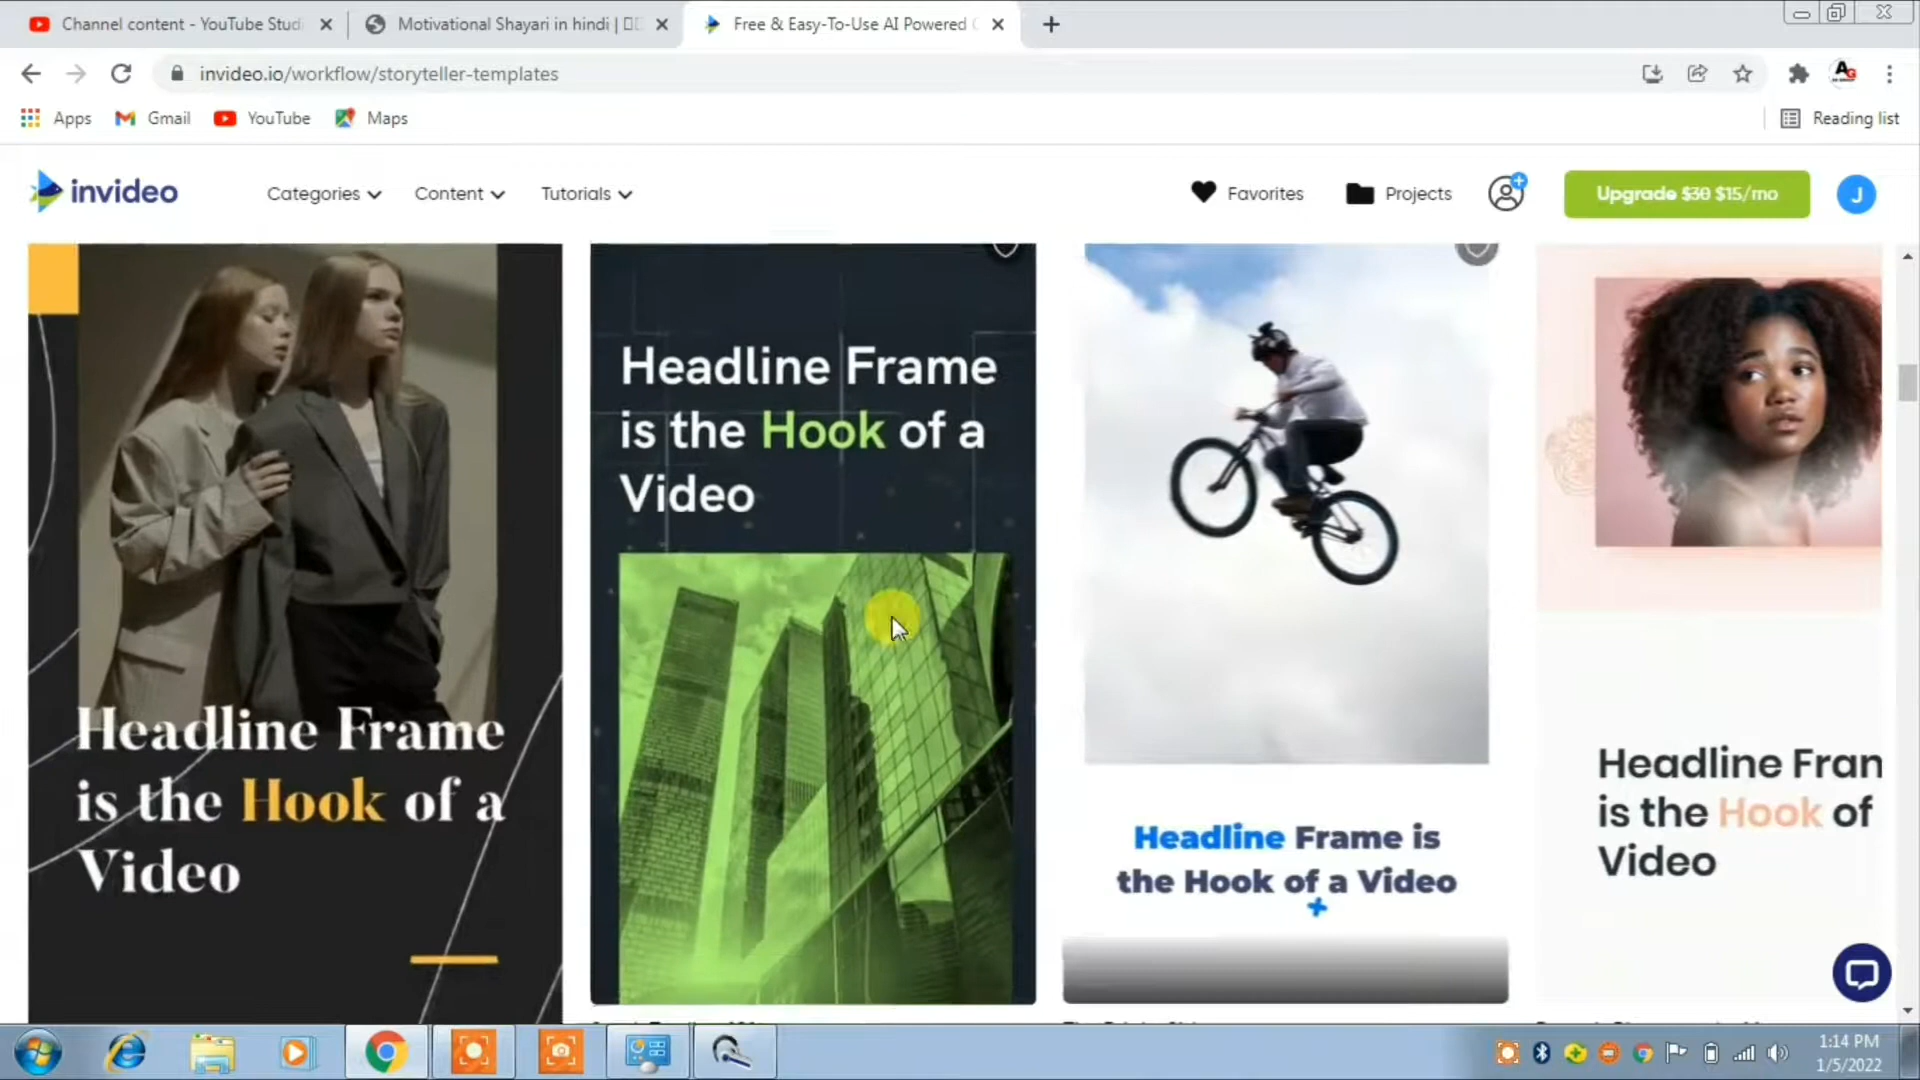 Channel content - YouTube Stud
Motivational Shayari in hindi |
Free & Easy-To-Use AI Powered
invideo.io/workflow/storyteller-templates
Apps
Gmail
YouTube
Maps
Reading list
invideo
Categories
Content
Tutorials
Favorites
Projects
Upgrade $30 $15/mo
J
Headline Frame
is the Hook of a
Video
Headline Frame
is the Hook of a
Video
Headline Frame is
the Hook of a Video
Headline Fran
is the Hook of
Video
1:14 PM
1/5/2022